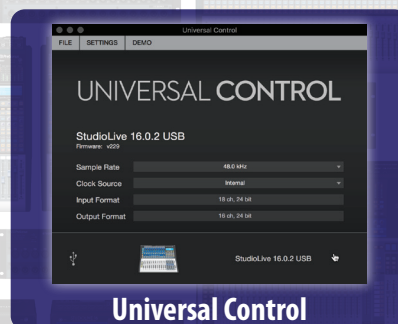 Universal Control
FILE SETTINGS DEMO
UNIVERSAL CONTROL
StudioLive 16.0.2 USB
Firmware: v229
Sample Rate 48.0 kHz
Clock Source Internal
Input Format 18 ch, 24 bit
Output Format 16 ch, 24 bit
StudioLive 16.0.2 USB
Universal Control